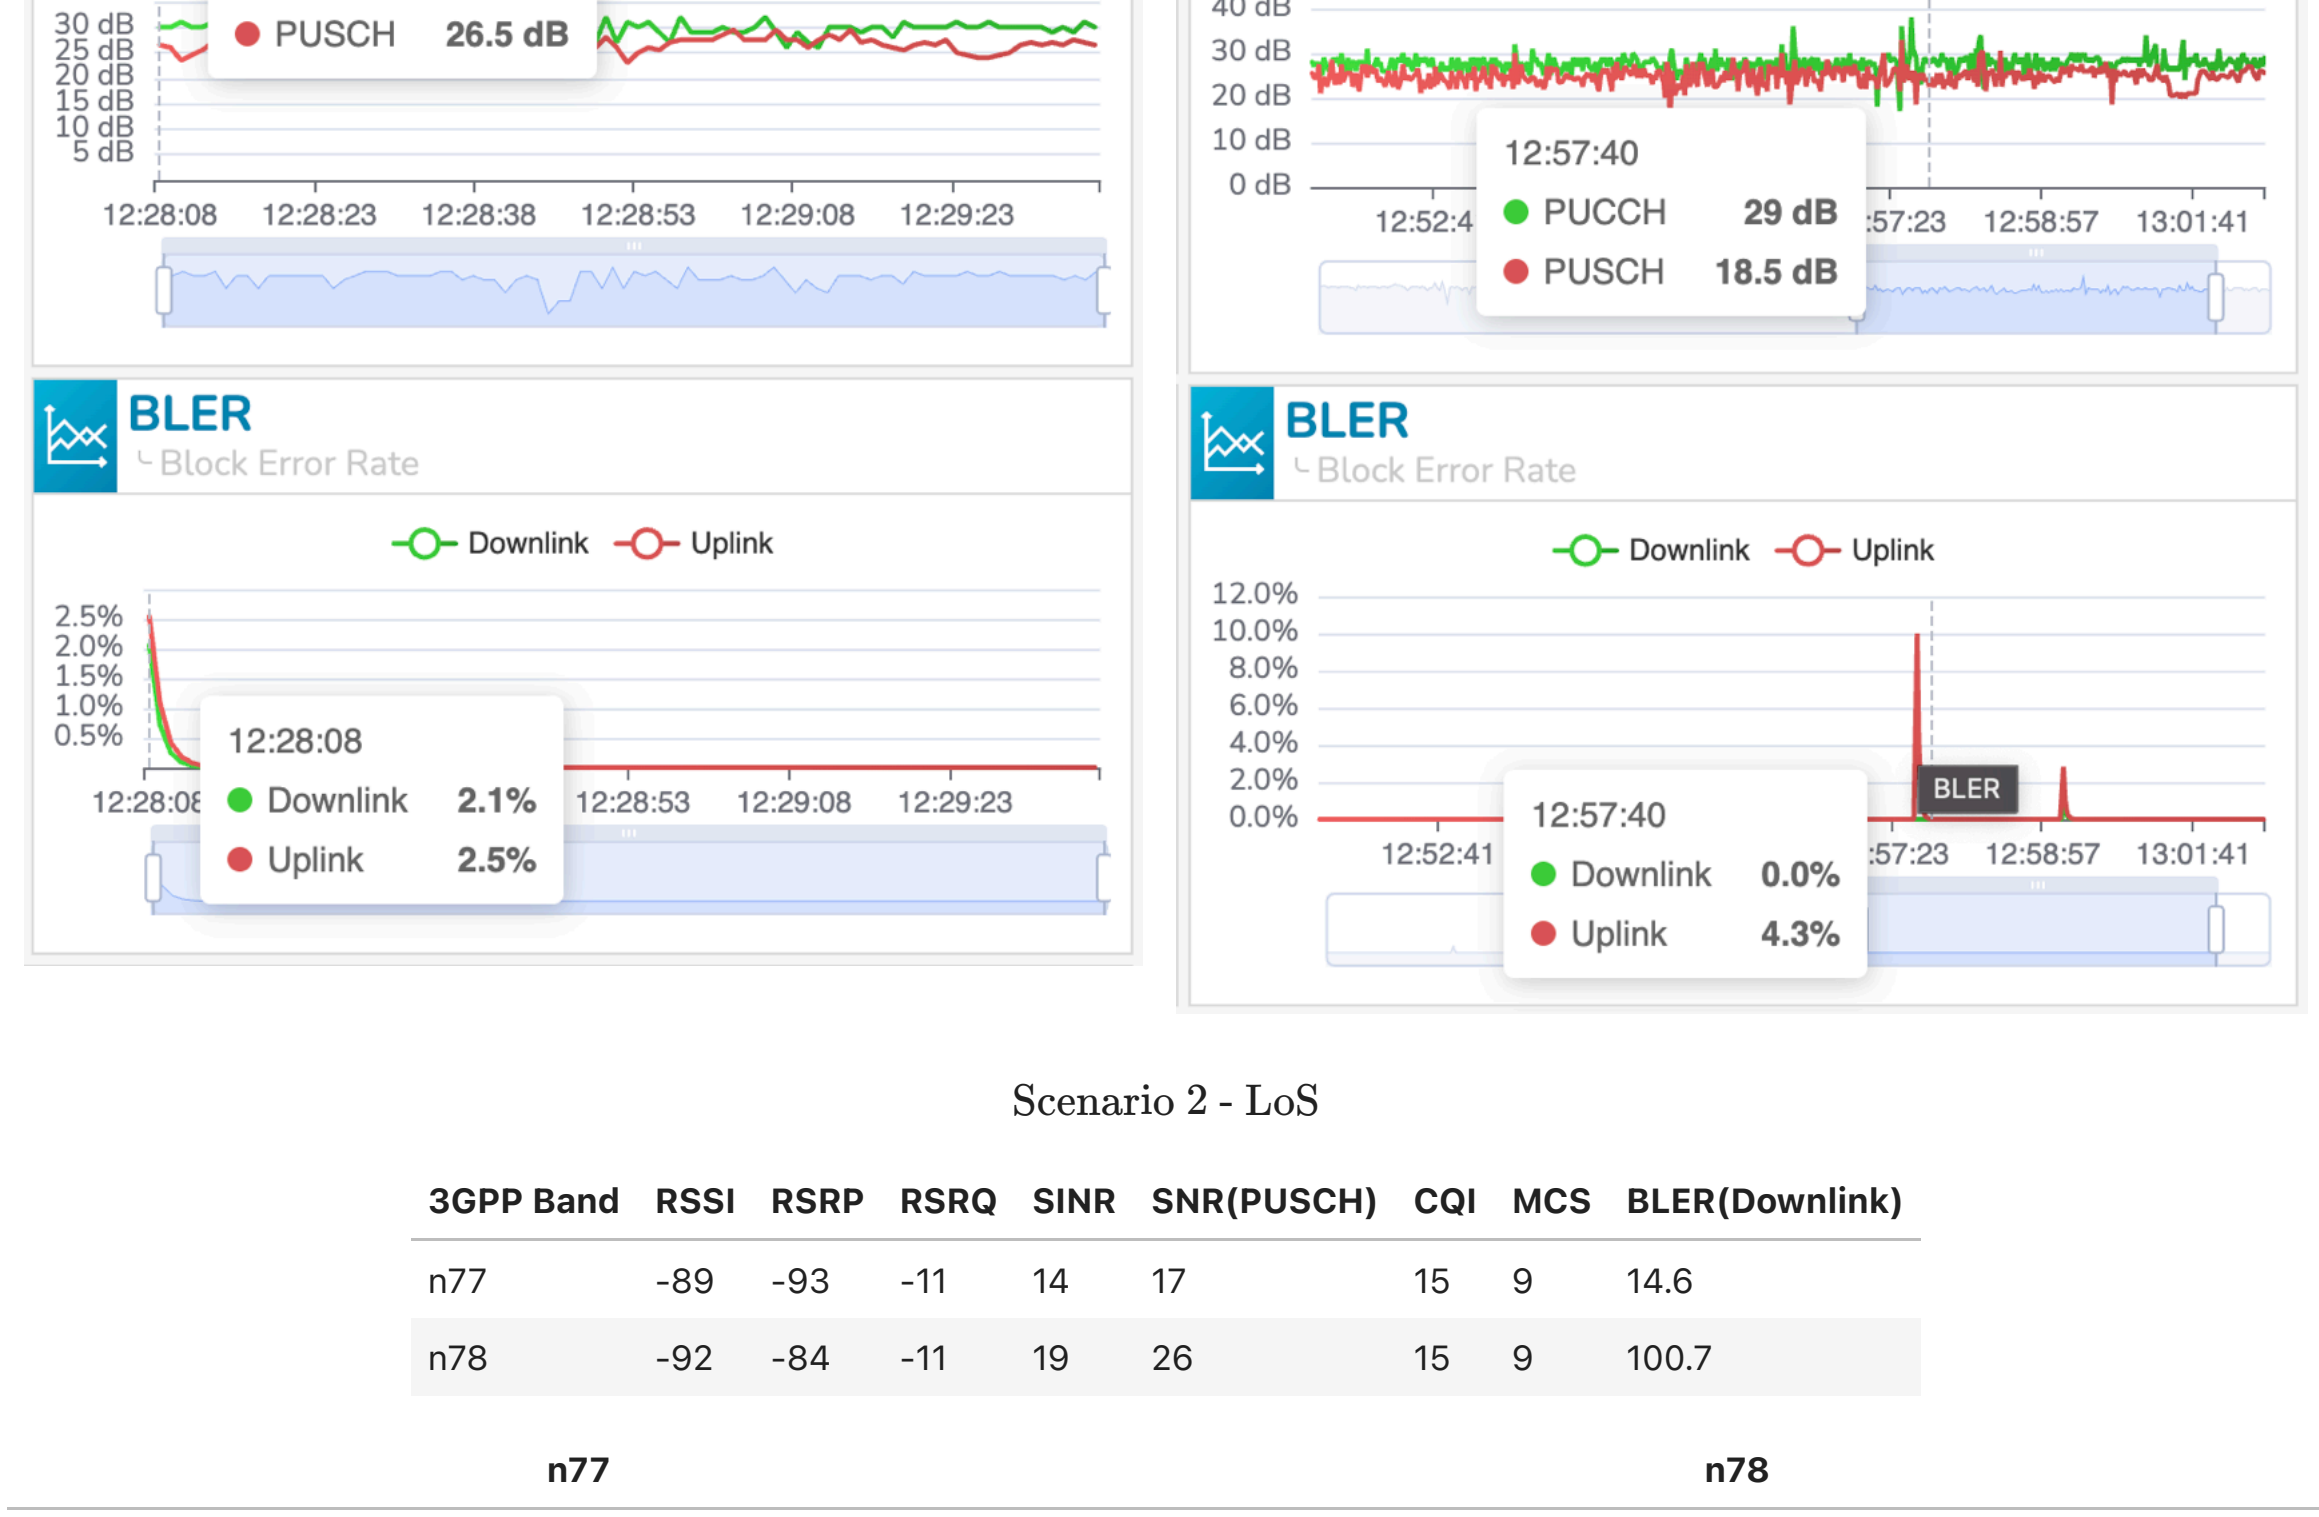 30 dB
25 dB
20 dB
15 dB
10 dB
5 dB
PUSCH 26.5 dB
12:28:08 12:28:23 12:28:38 12:28:53 12:29:08 12:29:23
40 dB
30 dB
20 dB
10 dB
0 dB
12:57:40
PUCCH 29 dB
PUSCH 18.5 dB
12:52:4 :57:23 12:58:57 13:01:41
BLER
Block Error Rate
Downlink Uplink
2.5%
2.0%
1.5%
1.0%
0.5%
12:28:08
Downlink 2.1%
Uplink 2.5%
12:28:08 12:28:53 12:29:08 12:29:23
BLER
Block Error Rate
Downlink Uplink
12.0%
10.0%
8.0%
6.0%
4.0%
2.0%
0.0%
BLER
12:57:40
Downlink 0.0%
Uplink 4.3%
12:52:41 :57:23 12:58:57 13:01:41
Scenario 2 - LoS
3GPP Band RSSI RSRP RSRQ SINR SNR(PUSCH) CQI MCS BLER(Downlink)
n77 -89 -93 -11 14 17 15 9 14.6
n78 -92 -84 -11 19 26 15 9 100.7
n77 n78